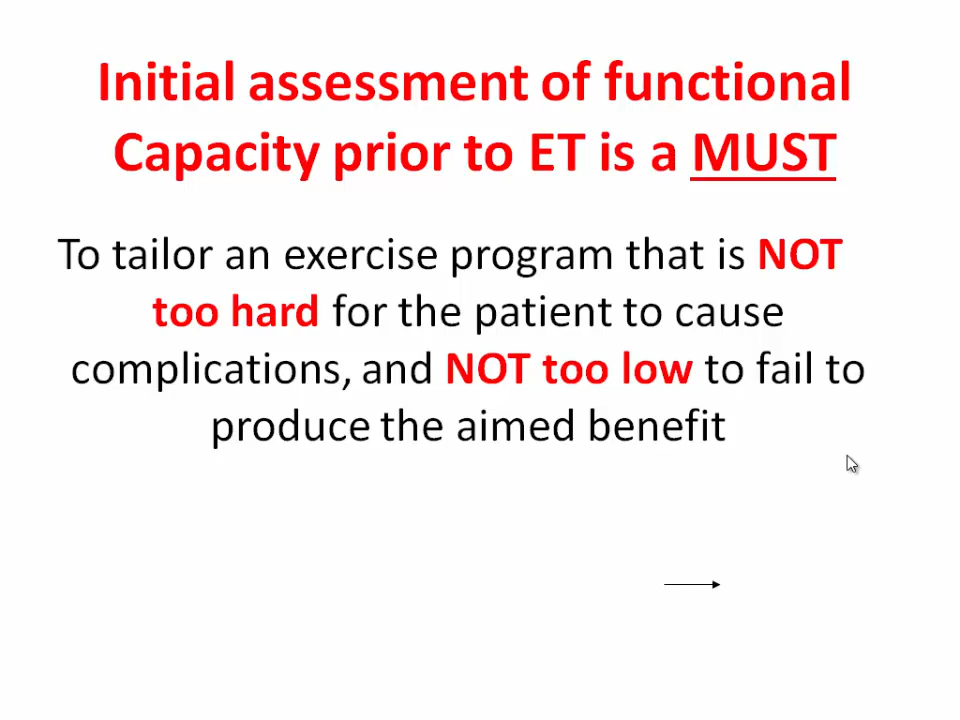 Initial assessment of functional
Capacity prior to ET is a MUST
To tailor an exercise program that is NOT
too hard for the patient to cause
complications, and NOT too low to fail to
produce the aimed benefit